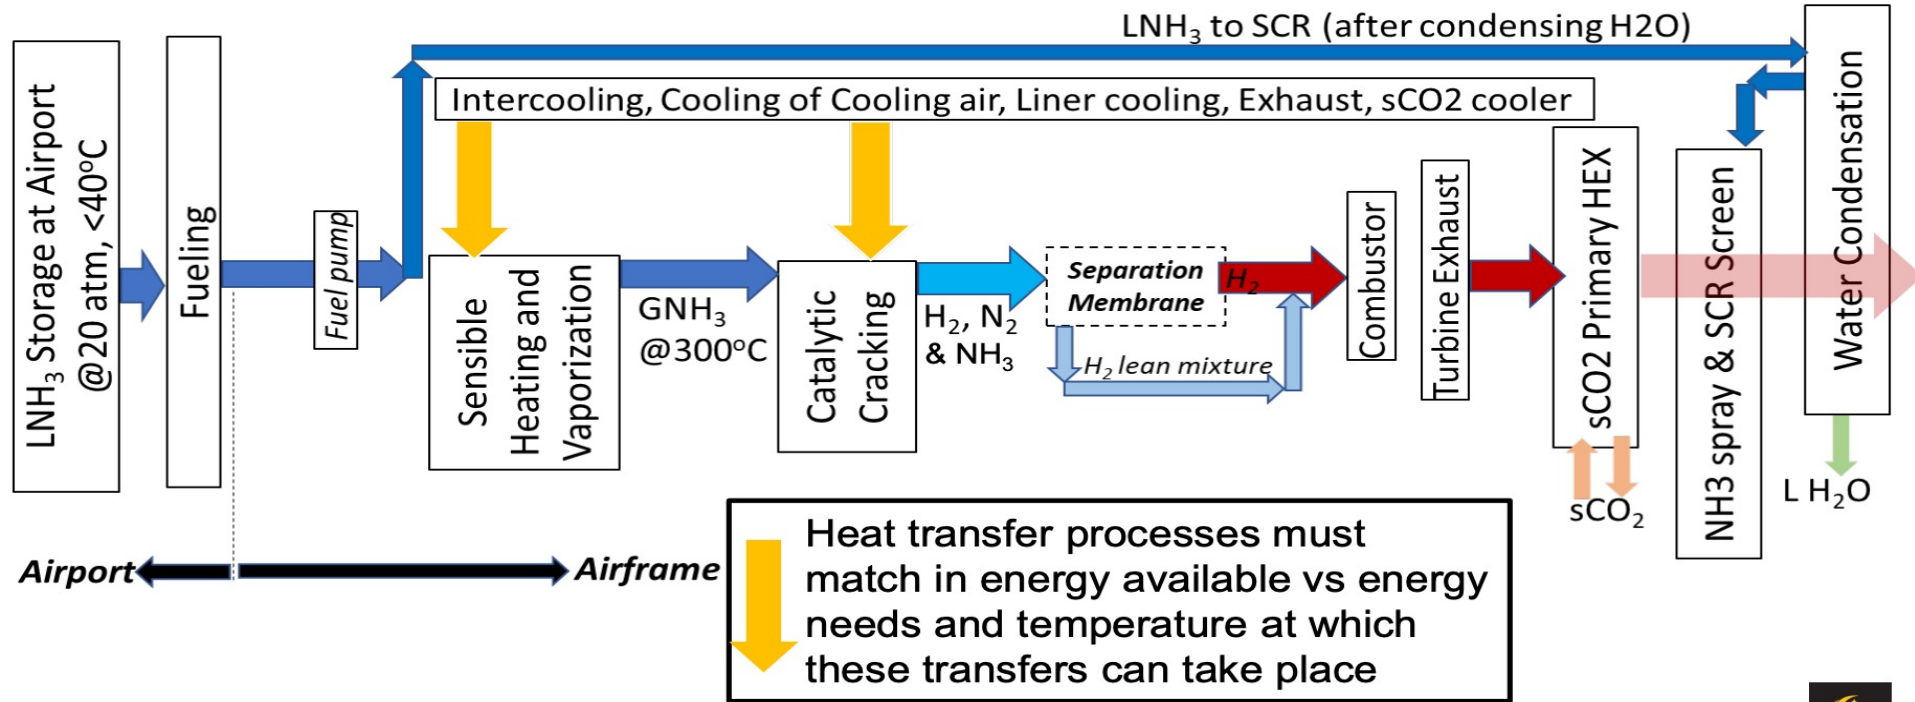 LNH₃ to SCR (after condensing H2O)
Intercooling, Cooling of Cooling air, Liner cooling, Exhaust, sCO2 cooler
LNH₃ Storage at Airport
@20 atm, <40°C
Fueling
Fuel pump
Sensible
Heating and
Vaporization
GNH₃
@300°C
Catalytic
Cracking
H₂, N₂
& NH₃
Separation
Membrane
H₂
H₂ lean mixture
Combustor
Turbine Exhaust
sCO2 Primary HEX
sCO₂
NH3 spray & SCR Screen
Water Condensation
L H₂O
Airport
Airframe
Heat transfer processes must
match in energy available vs energy
needs and temperature at which
these transfers can take place